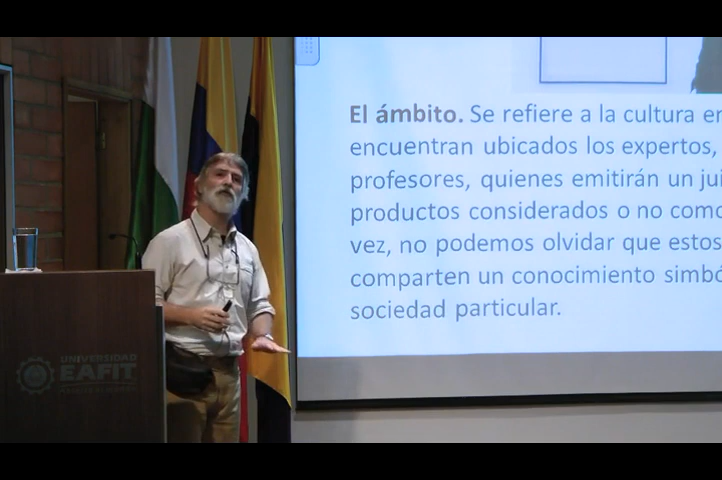 El ámbito. Se refiere a la cultura en
encuentran ubicados los expertos,
profesores, quienes emitirán un jui
productos considerados o no como
vez, no podemos olvidar que estos
comparten un conocimiento simbó
sociedad particular.
UNIVERSIDAD
EAFIT